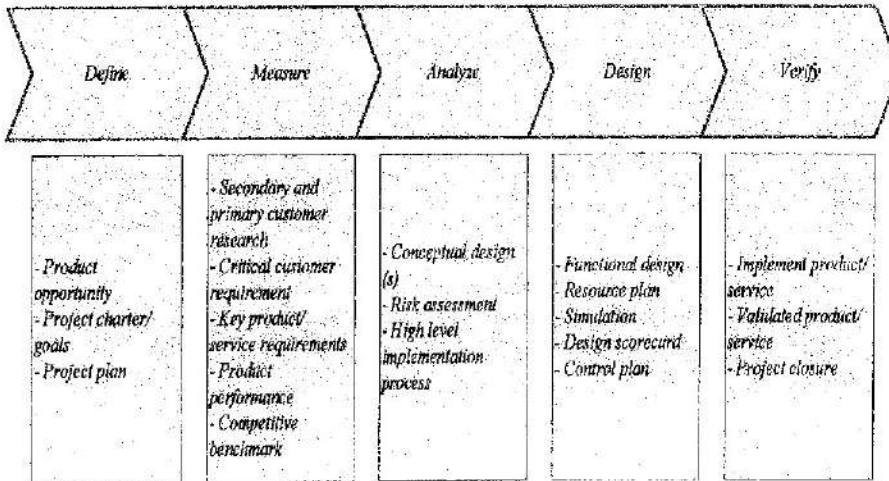 Define
Measure
Analyze
Design
Verify
- Product
opportunity
- Project charter/
goals
- Project plan
- Secondary and
primary customer
research
- Critical customer
requirement
- Key product/
service requirements
- Product
performance
- Competitive
benchmark
- Conceptual design
(s)
- Risk assessment
- High level
implementation
process
- Functional design
- Resource plan
- Simulation
- Design scorecard
- Control plan
- Implement product/
service
- Validated product/
service
- Project closure